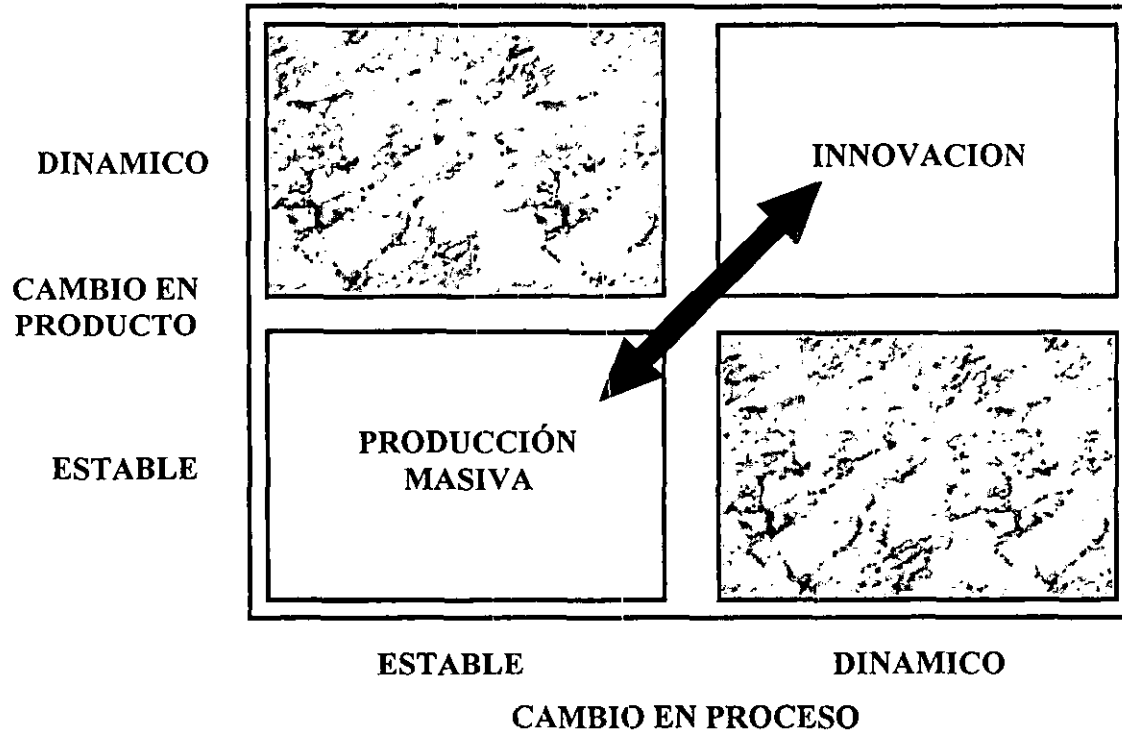 DINAMICO
INNOVACION
CAMBIO EN
PRODUCTO
ESTABLE
PRODUCCIÓN
MASIVA
ESTABLE
DINAMICO
CAMBIO EN PROCESO